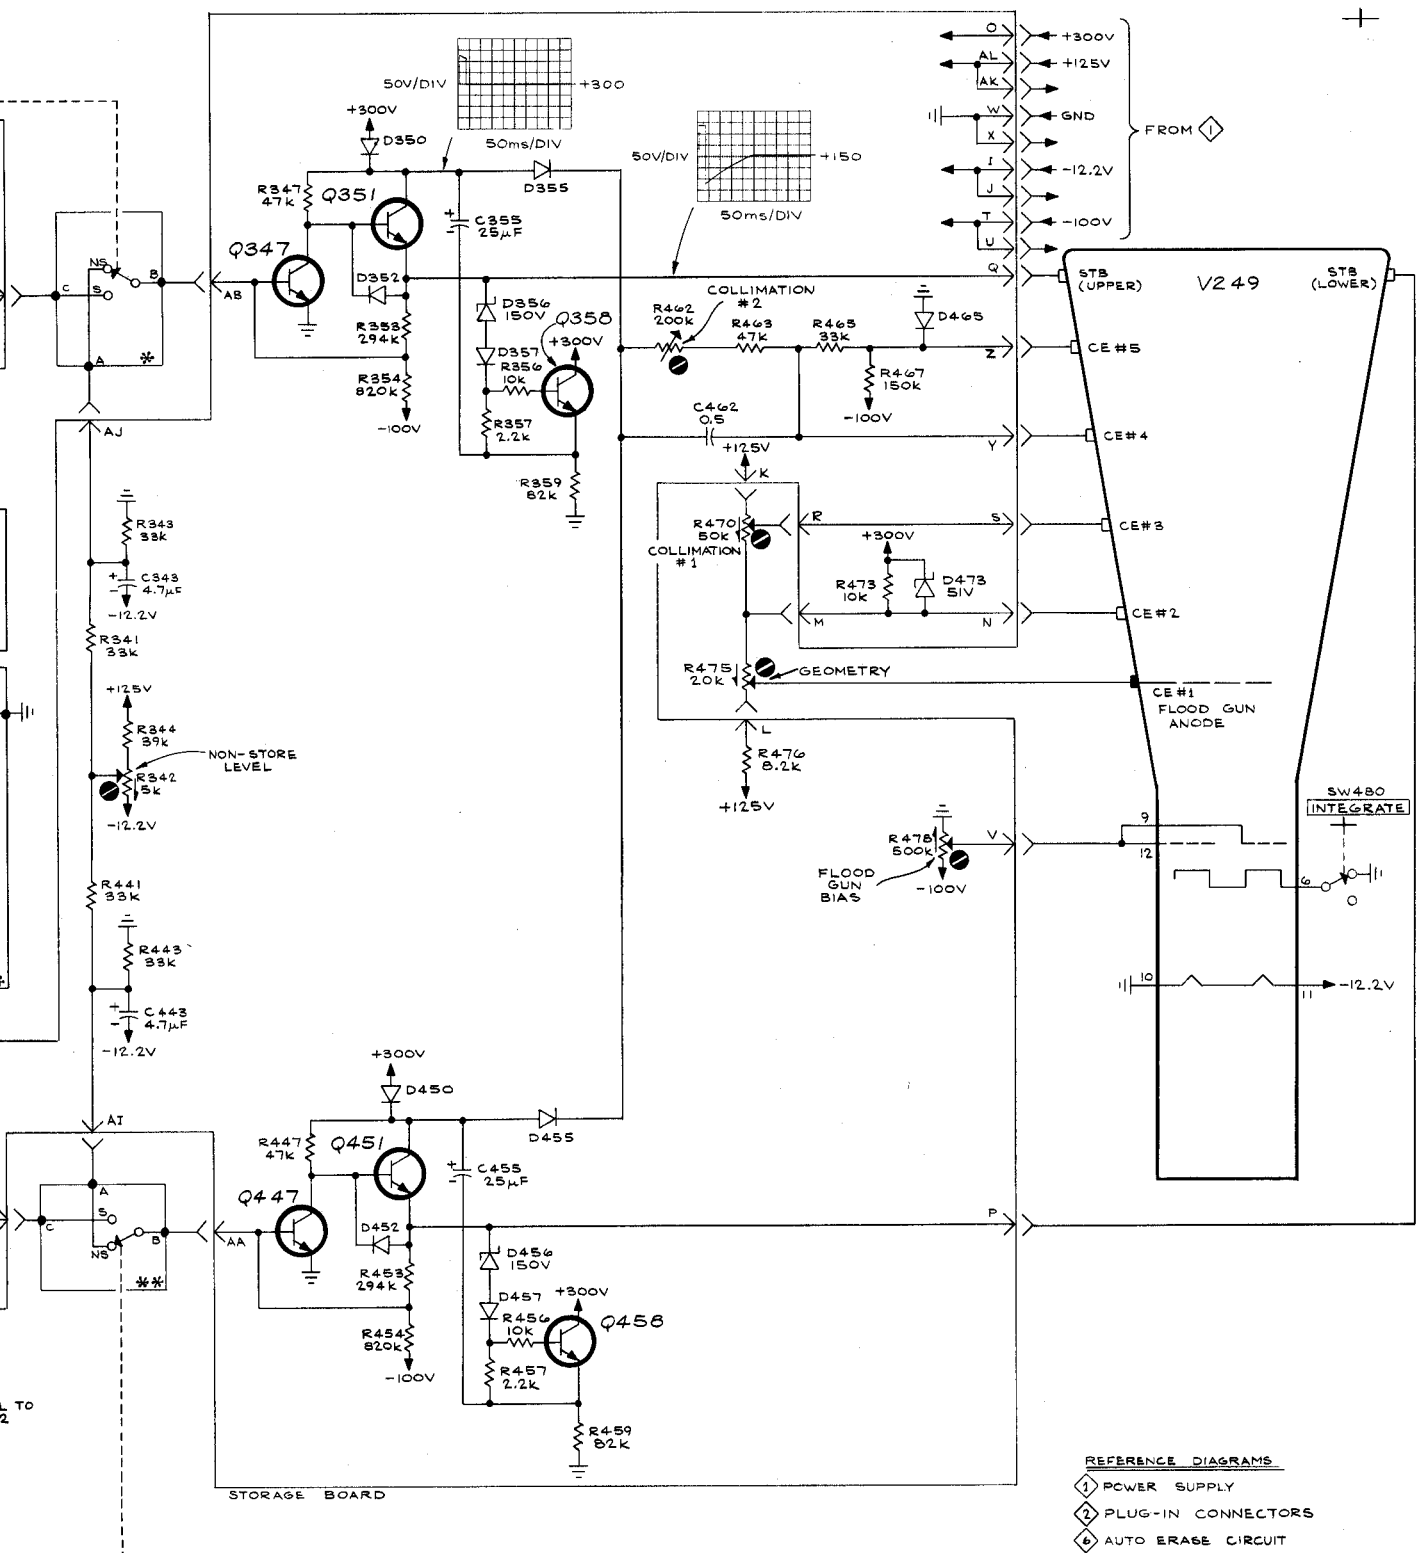 O
+300V
AL
+125V
AK
W
GND
X
I
-12.2V
J
T
-100V
U
FROM 1
50V/DIV
+300
50ms/DIV
50V/DIV
+150
50ms/DIV
+300V
D350
R347
47K
Q351
D355
+
-
C355
25µF
Q347
D352
NS
S
C
B
A
*
AB
AJ
R353
294K
R354
820K
-100V
D356
150V
D357
R356
10K
Q358
+300V
R357
2.2K
R359
82K
COLLIMATION
#2
R462
200K
R463
47K
R465
33K
D465
R467
150K
-100V
C462
0.5
+125V
K
Q
Z
Y
STB
(UPPER)
V249
STB
(LOWER)
CE#5
CE#4
CE#3
CE#2
R470
50K
COLLIMATION
#1
R
S
+300V
R473
10K
D473
51V
M
N
R475
20K
GEOMETRY
L
R476
8.2K
+125V
CE#1
FLOOD GUN
ANODE
R343
33K
+
-
C343
4.7µF
-12.2V
R341
33K
+125V
R344
39K
NON-STORE
LEVEL
R342
5K
-12.2V
R441
33K
R443
33K
+
-
C443
4.7µF
-12.2V
AI
R478
500K
V
FLOOD
GUN
BIAS
-100V
9
12
6
10
11
-12.2V
SW480
INTEGRATE
+300V
D450
R447
47K
Q451
D455
+
-
C455
25µF
Q447
D452
A
S
C
B
NS
**
AA
P
R453
294K
R454
820K
-100V
D456
150V
D457
R456
10K
+300V
Q458
R457
2.2K
R459
82K
L TO
2
STORAGE BOARD
REFERENCE DIAGRAMS
1 POWER SUPPLY
2 PLUG-IN CONNECTORS
6 AUTO ERASE CIRCUIT